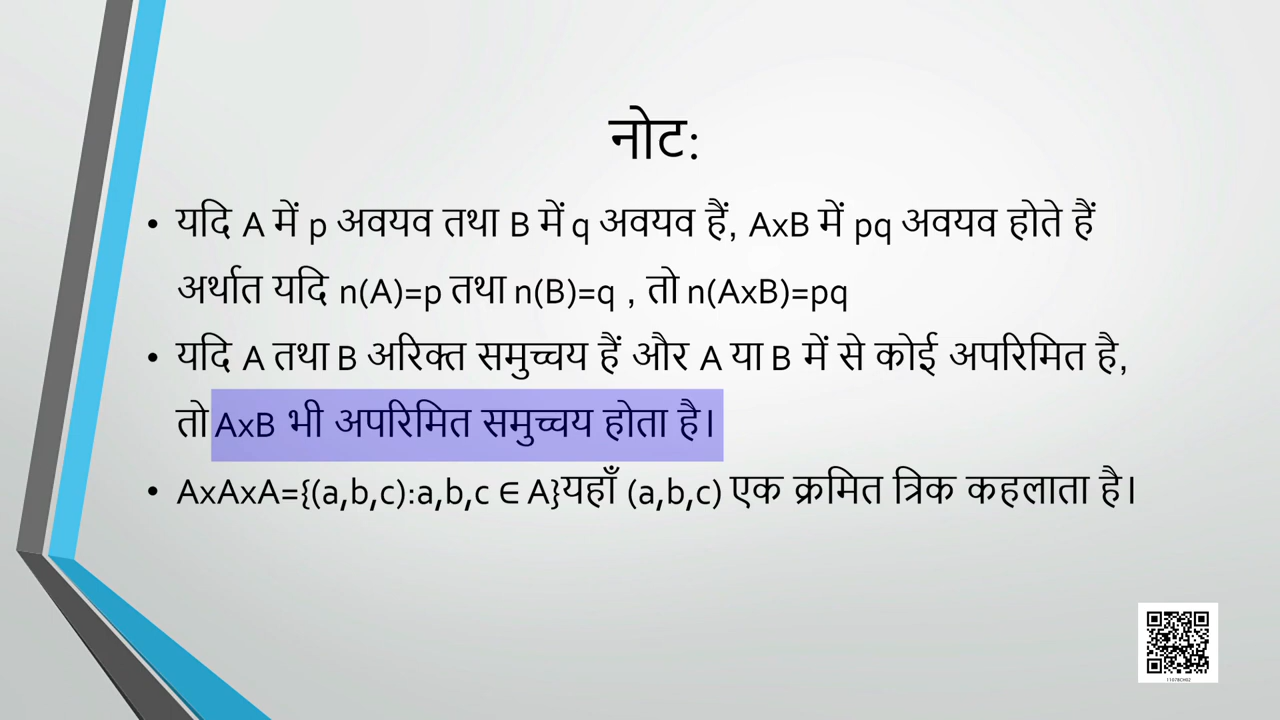 नोट:
• यदि A में p अवयव तथा B में q अवयव हैं, AxB में pq अवयव होते हैं
अर्थात यदि n(A)=p तथा n(B)=q , तो n(AxB)=pq
• यदि A तथा B अरिक्त समुच्चय हैं और A या B में से कोई अपरिमित है,
तो AxB भी अपरिमित समुच्चय होता है।
• AxAxA={(a,b,c):a,b,c ∈ A}यहाँ (a,b,c) एक क्रमित त्रिक कहलाता है।